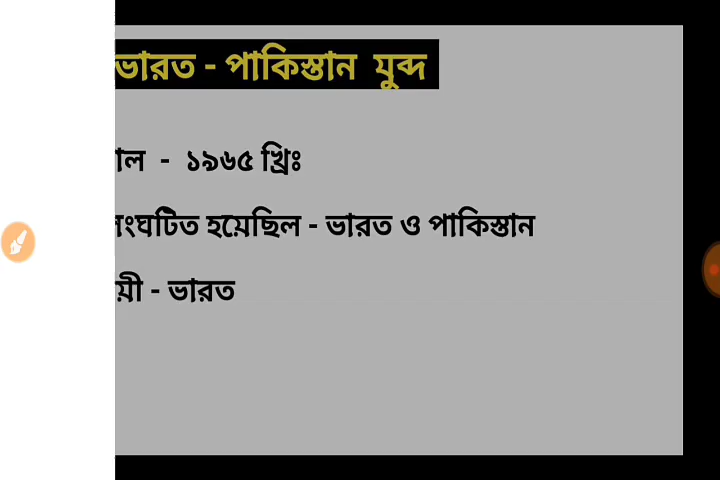 ভারত - পাকিস্তান যুব্দ
াল - ১৯৬৫ খ্রিঃ
সংঘটিত হয়েছিল - ভারত ও পাকিস্তান
য়ী - ভারত